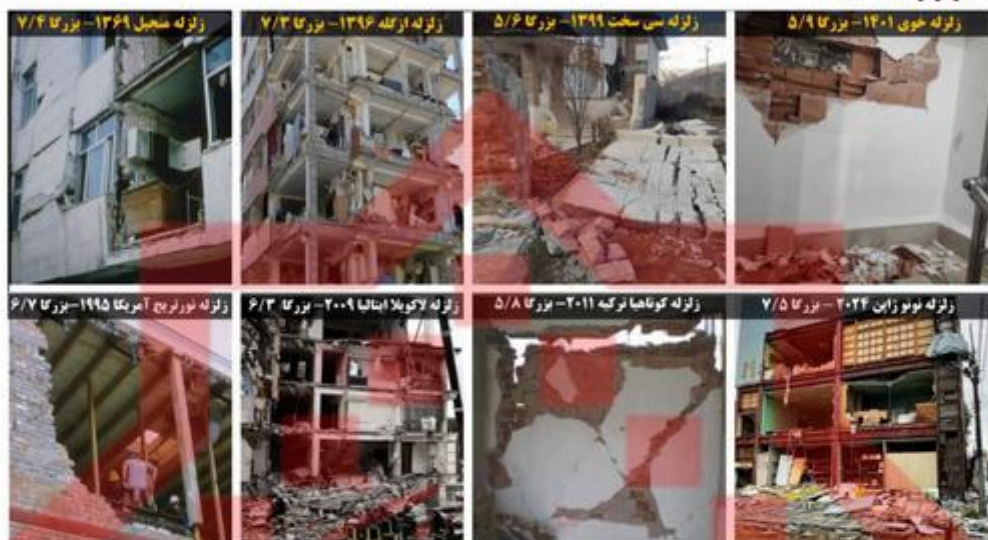 زلزله خوی ۱۴۰۱- بزرگا ۵/۹
زلزله سی سخت ۱۳۹۹- بزرگا ۵/۶
زلزله ازگله ۱۳۹۶- بزرگا ۷/۳
زلزله منجیل ۱۳۶۹- بزرگا ۷/۴
زلزله نوتو ژاپن ۲۰۲۴ - بزرگا ۷/۵
زلزله کوتاهیا ترکیه ۲۰۱۱- بزرگا ۵/۸
زلزله لاکویلا ایتالیا ۲۰۰۹- بزرگا ۶/۳
زلزله نورتریج آمریکا ۱۹۹۵-بزرگا ۶/۷